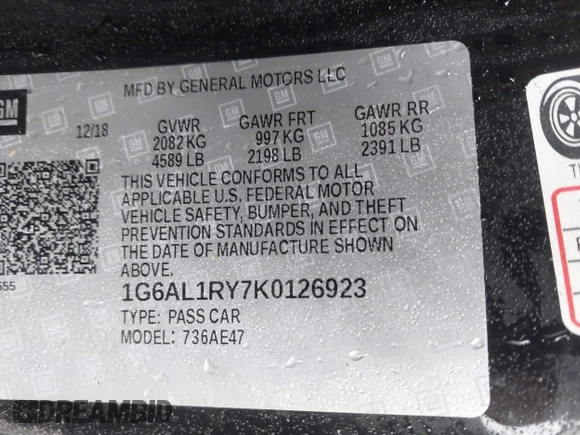 MFD BY GENERAL MOTORS LLC
GM
12/18
GVWR GAWR FRT GAWR RR
2082 KG 997 KG 1085 KG
4589 LB 2198 LB 2391 LB
THIS VEHICLE CONFORMS TO ALL
APPLICABLE U.S. FEDERAL MOTOR
VEHICLE SAFETY, BUMPER, AND THEFT
PREVENTION STANDARDS IN EFFECT ON
THE DATE OF MANUFACTURE SHOWN
ABOVE.
1G6AL1RY7K0126923
TYPE: PASS CAR
MODEL: 736AE47
DREAMBID